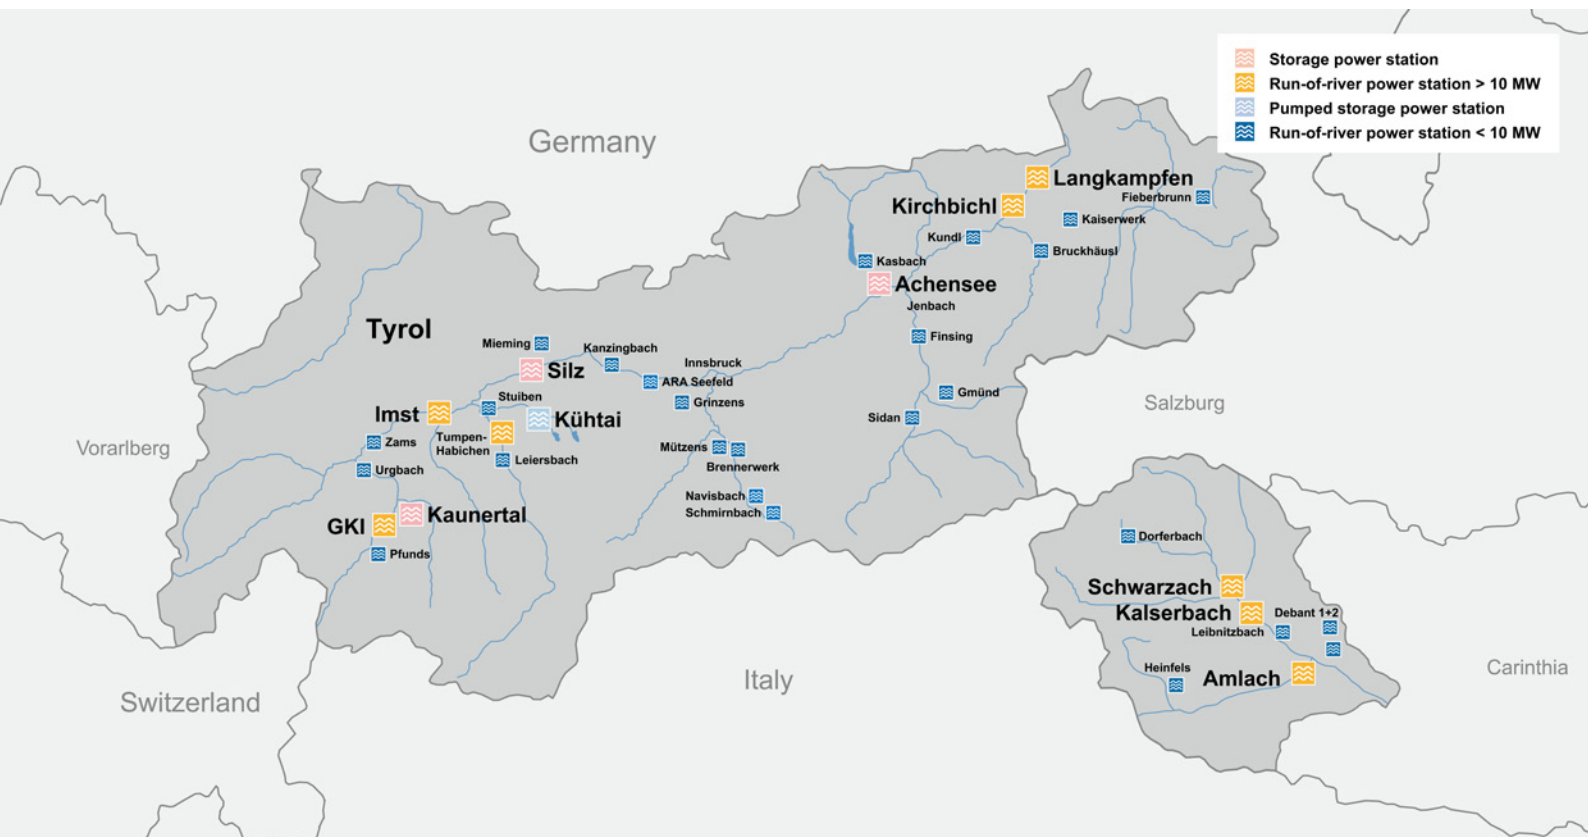 Storage power station
Run-of-river power station > 10 MW
Pumped storage power station
Run-of-river power station < 10 MW
Germany
Langkampfen
Fieberbrunn
Kirchbichl
Kaiserwerk
Kundl
Bruckhäusl
Kasbach
Achensee
Jenbach
Tyrol
Finsing
Mieming
Kanzingbach
Innsbruck
Silz
ARA Seefeld
Gmünd
Stuiben
Grinzens
Salzburg
Imst
Kühtai
Sidan
Tumpen-
Habichen
Zams
Vorarlberg
Mützens
Leiersbach
Brennerwerk
Urgbach
Navisbach
Schmirnbach
Kaunertal
GKI
Dorferbach
Pfunds
Schwarzach
Kalserbach
Debant 1+2
Leibnitzbach
Heinfels
Carinthia
Amlach
Italy
Switzerland